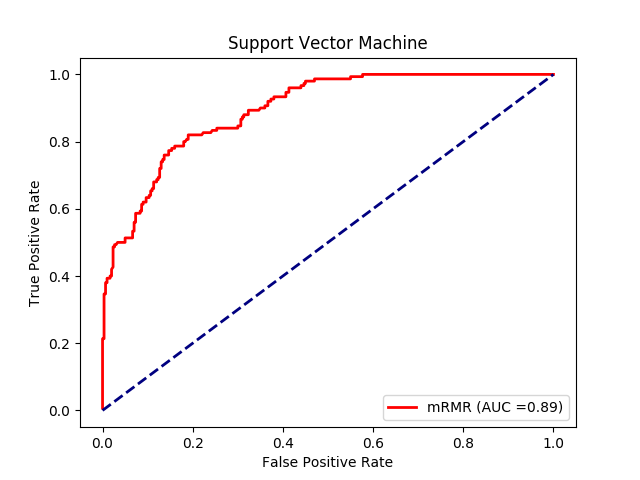 Support Vector Machine
True Positive Rate
1.0
0.8
0.6
0.4
0.2
0.0
mRMR (AUC =0.89)
0.0 0.2 0.4 0.6 0.8 1.0
False Positive Rate